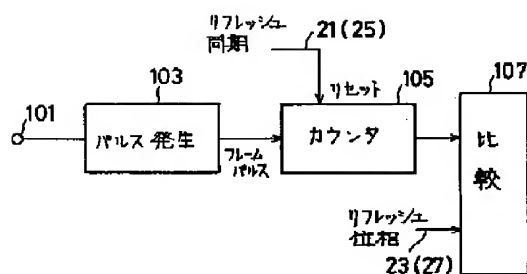 リフレッシュ
同期
21(25)
103
リセット
105
107
101
パルス発生
フレーム
パルス
カウンタ
比
較
リフレッシュ
位相
23(27)